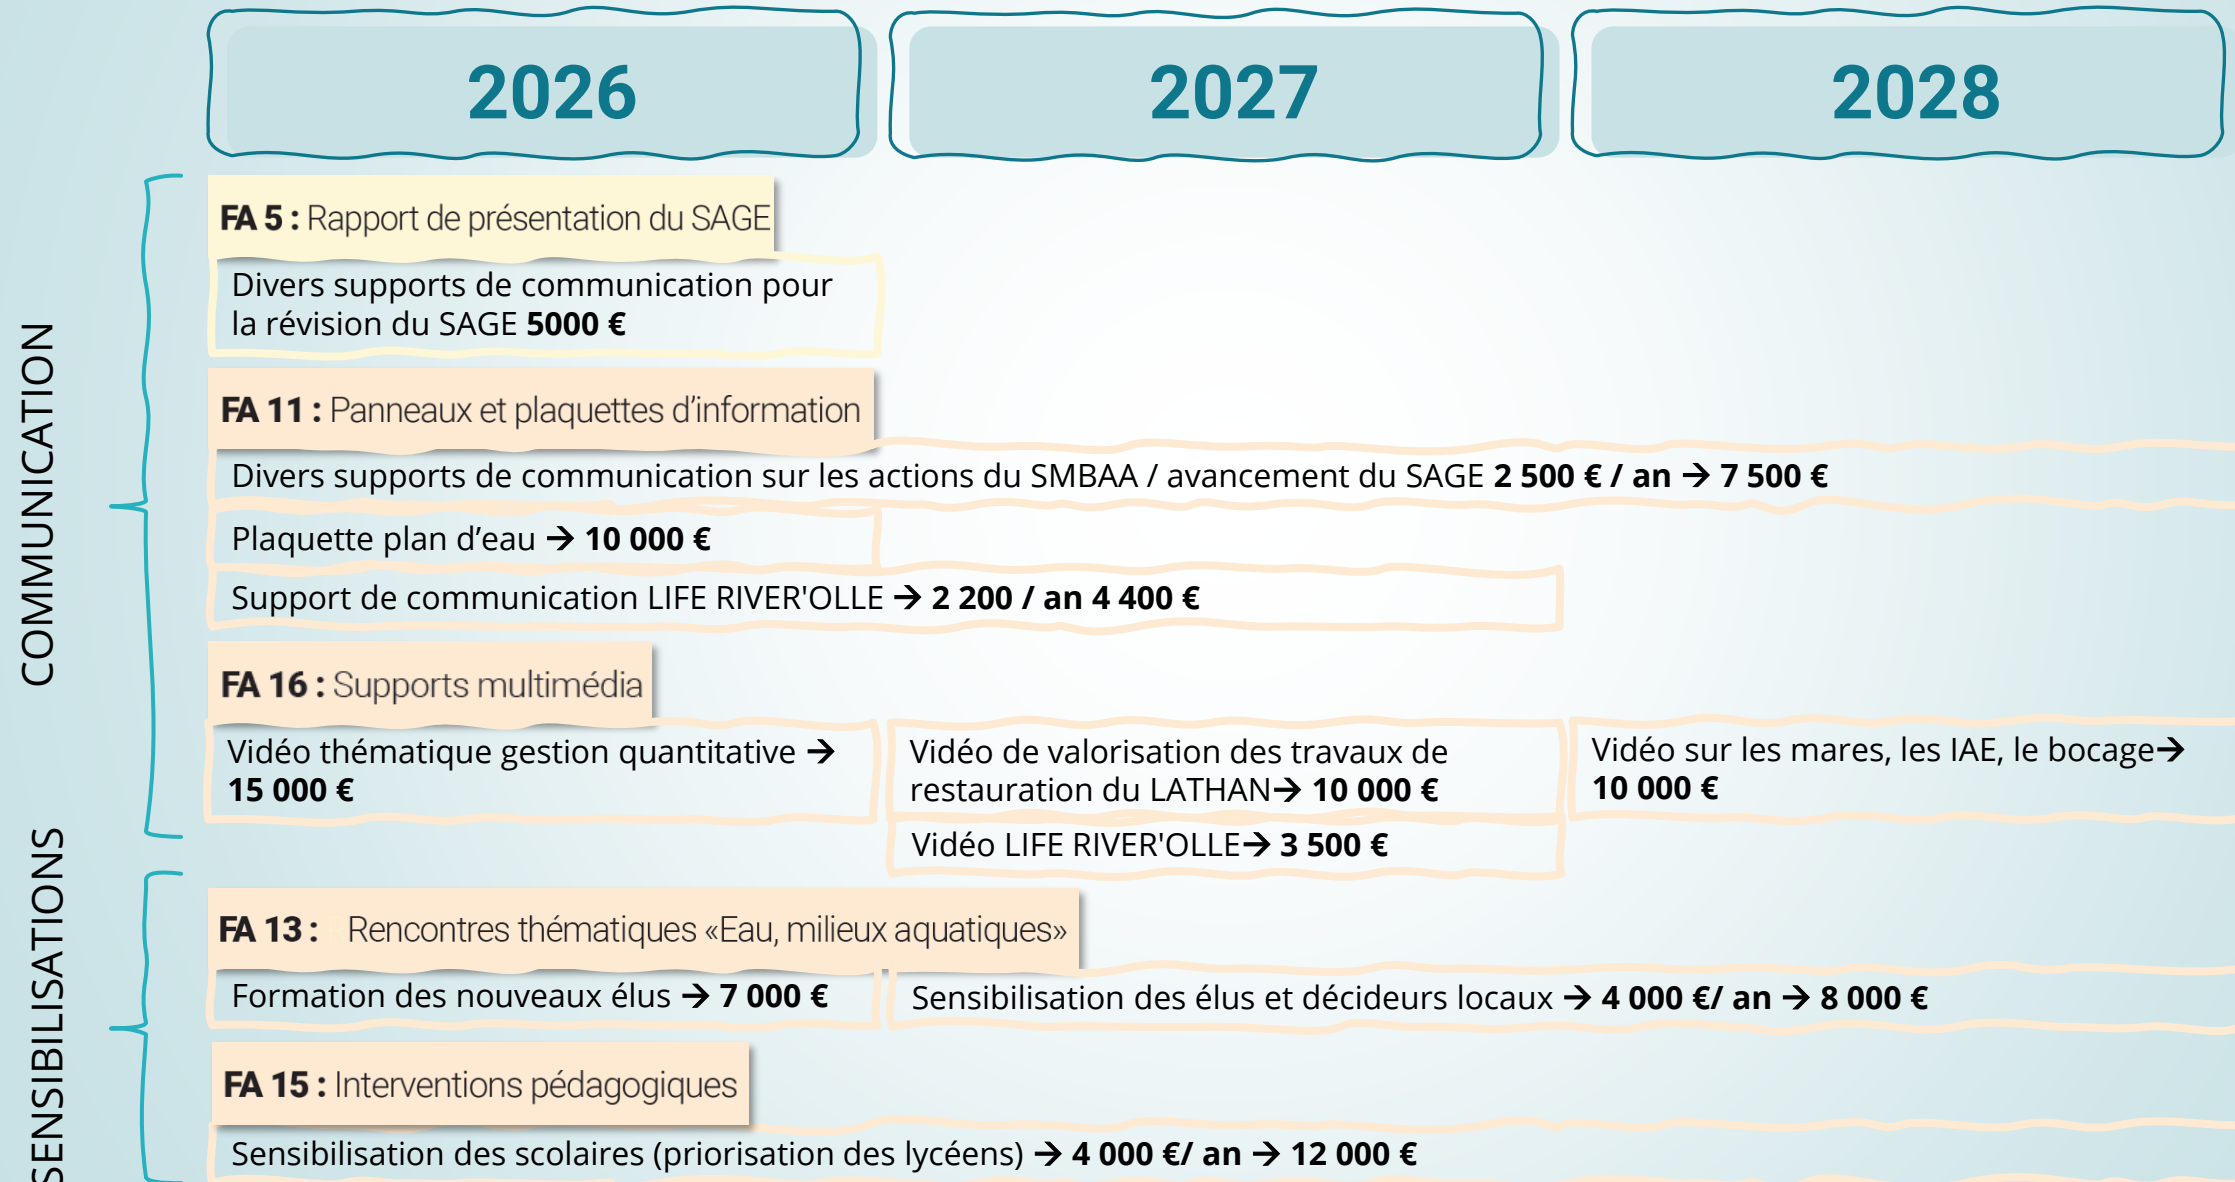 2026
2027
2028
COMMUNICATION
FA 5 : Rapport de présentation du SAGE
Divers supports de communication pour
la révision du SAGE 5000 €
FA 11 : Panneaux et plaquettes d’information
Divers supports de communication sur les actions du SMBAA / avancement du SAGE 2 500 € / an → 7 500 €
Plaquette plan d’eau → 10 000 €
Support de communication LIFE RIVER'OLLE → 2 200 / an 4 400 €
FA 16 : Supports multimédia
Vidéo thématique gestion quantitative →
15 000 €
Vidéo de valorisation des travaux de
restauration du LATHAN→ 10 000 €
Vidéo sur les mares, les IAE, le bocage→
10 000 €
Vidéo LIFE RIVER'OLLE→ 3 500 €
SENSIBILISATIONS
FA 13 : Rencontres thématiques «Eau, milieux aquatiques»
Formation des nouveaux élus → 7 000 €
Sensibilisation des élus et décideurs locaux → 4 000 €/ an → 8 000 €
FA 15 : Interventions pédagogiques
Sensibilisation des scolaires (priorisation des lycéens) → 4 000 €/ an → 12 000 €